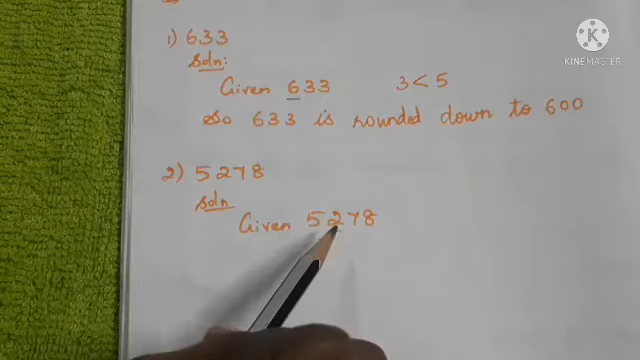 1) 633
Soln:
Given 633 3 < 5
So 633 is rounded down to 600
2) 5278
Soln
Given 5278
KINEMASTER